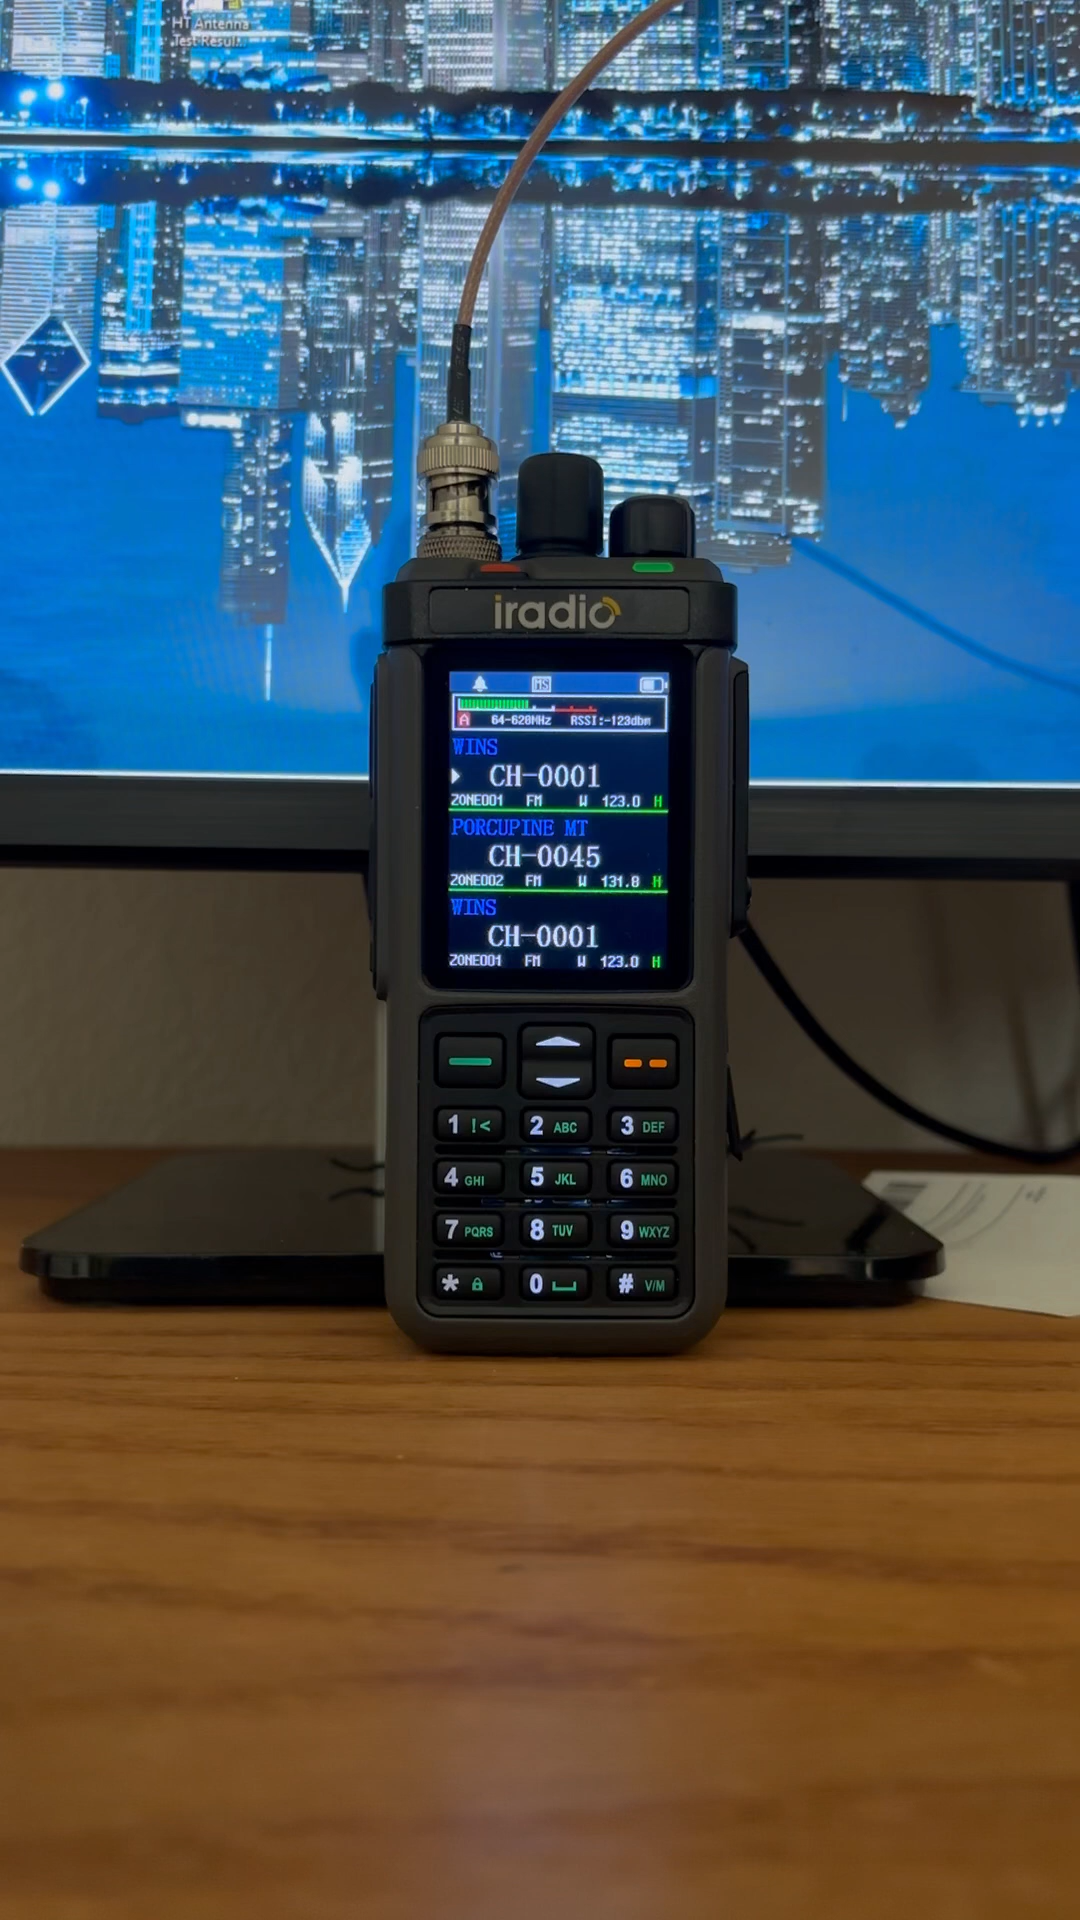 HT Antenna
Test Resul...
iradio
MS
A 64-620MHz RSSI:-123dbm
WINS
CH-0001
ZONE001 FM W 123.0 H
PORCUPINE MT
CH-0045
ZONE002 FM W 131.8 H
WINS
CH-0001
ZONE001 FM W 123.0 H
1 !< 2 ABC 3 DEF
4 GHI 5 JKL 6 MNO
7 PQRS 8 TUV 9 WXYZ
* 0 # V/M